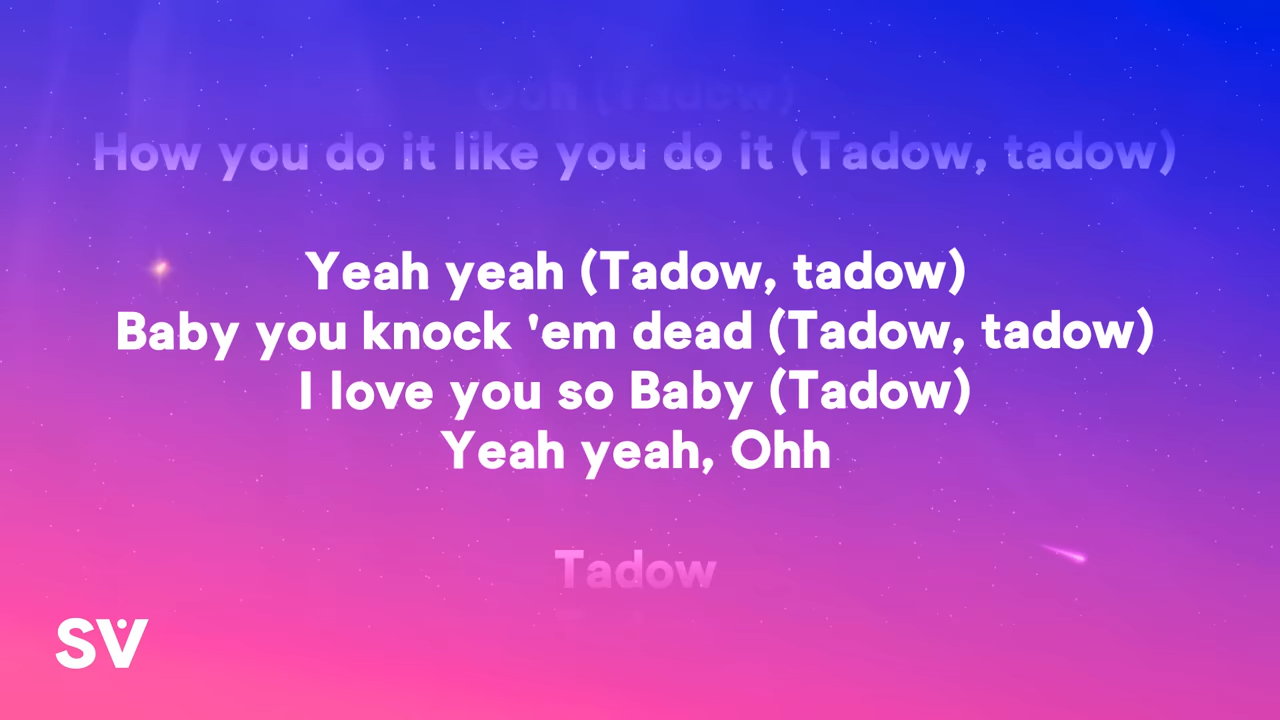 Ooh (Tadow)
How you do it like you do it (Tadow, tadow)
Yeah yeah (Tadow, tadow)
Baby you knock 'em dead (Tadow, tadow)
I love you so Baby (Tadow)
Yeah yeah, Ohh
Tadow
SV